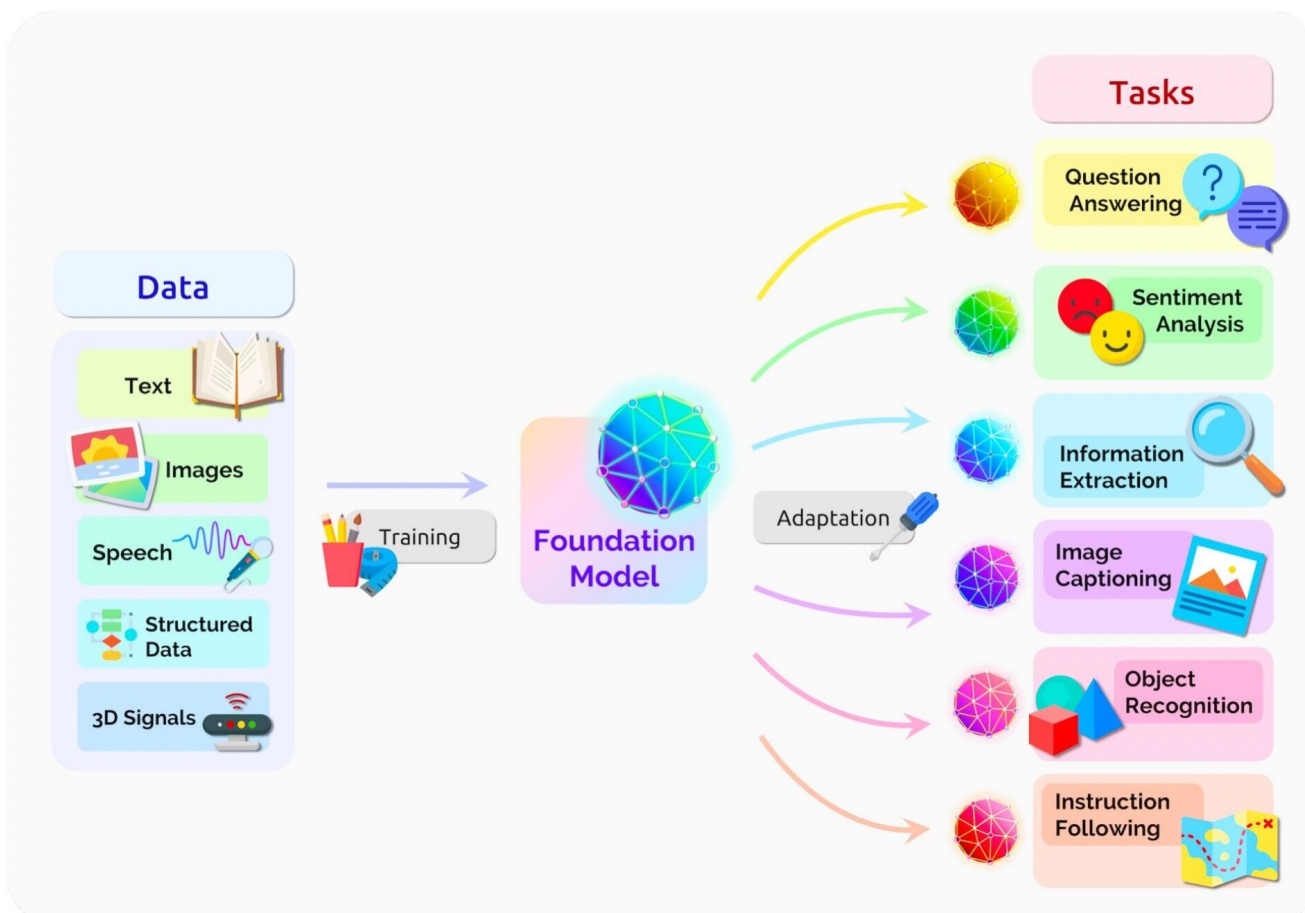 Data
Text
Images
Speech
Structured
Data
3D Signals
Training
Foundation
Model
Adaptation
Tasks
Question
Answering
Sentiment
Analysis
Information
Extraction
Image
Captioning
Object
Recognition
Instruction
Following